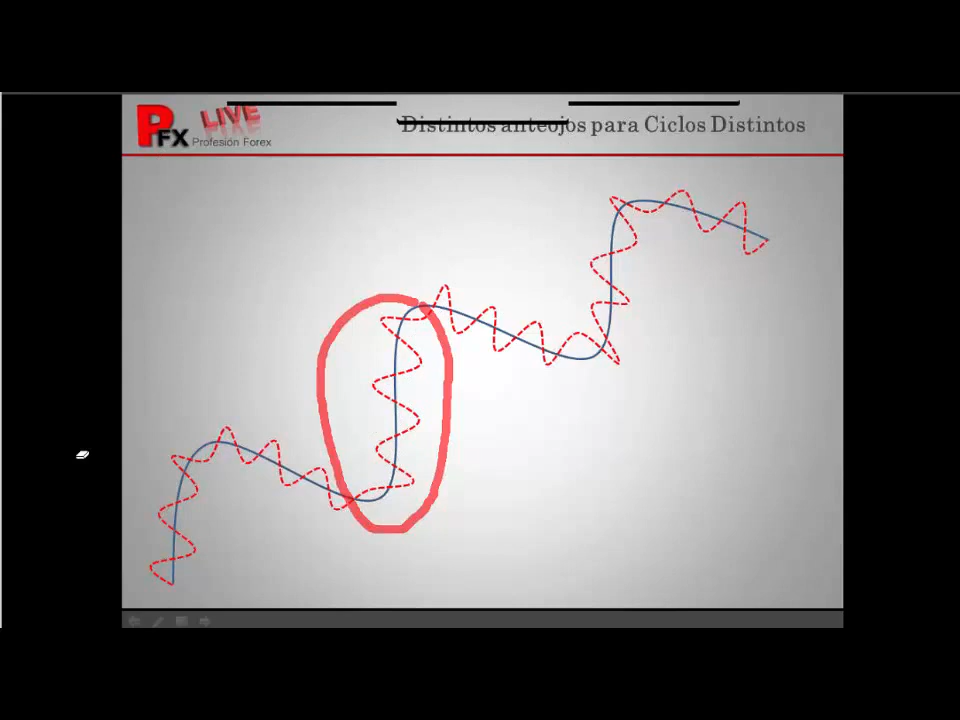 PFX LIVE
Profesión Forex
Distintos anteojos para Ciclos Distintos